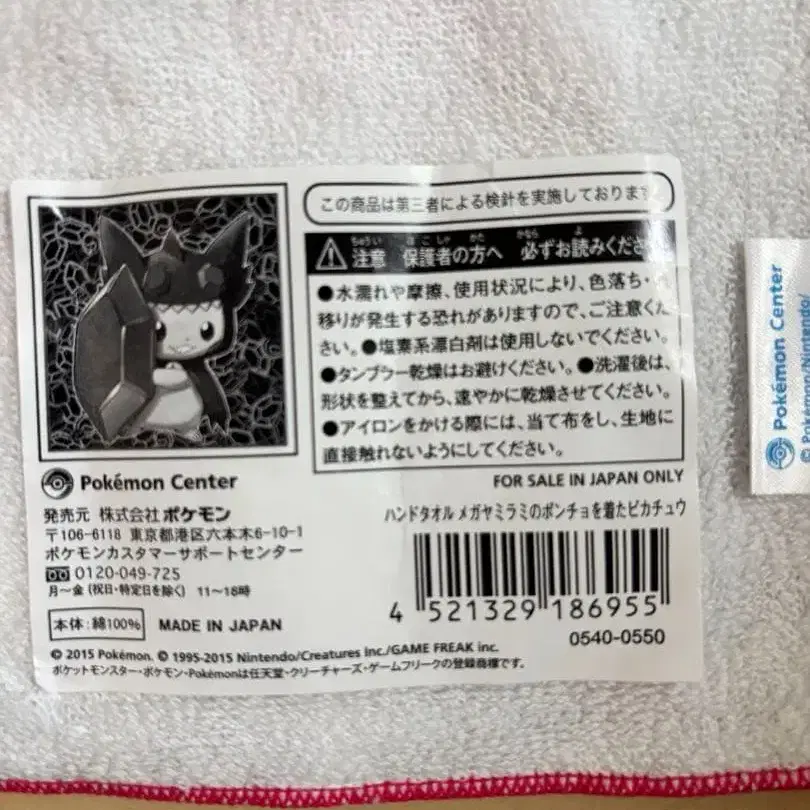 この商品は第三者による検針を実施しております。
注意 保護者の方へ 必ずお読みくださ
●水濡れや摩擦、使用状況により、色落ち・
移りが発生する恐れがありますので、ご注意くだ
さい。●塩素系漂白剤は使用しないでください。
●タンブラー乾燥はお避けください。●洗濯後は、
形状を整えてから、速やかに乾燥させてください。
●アイロンをかける際には、当て布をし、生地に
直接触れないようにしてください。
Pokémon Center
FOR SALE IN JAPAN ONLY
発売元 株式会社ポケモン
〒106-6118 東京都港区六本木6-10-1
ポケモンカスタマーサポートセンター
0120-049-725
月～金 (祝日・特定日を除く) 11～18時
本体:綿100% MADE IN JAPAN
ハンドタオル メガヤミラミのポンチョを着たピカチュウ
4 521329 186955
0540-0550
© 2015 Pokémon. © 1995-2015 Nintendo/Creatures Inc./GAME FREAK inc.
ポケットモンスター・ポケモン・Pokémonは任天堂・クリーチャーズ・ゲームフリークの登録商標です。
Pokémon Center
© Pokémon/Nintendo/